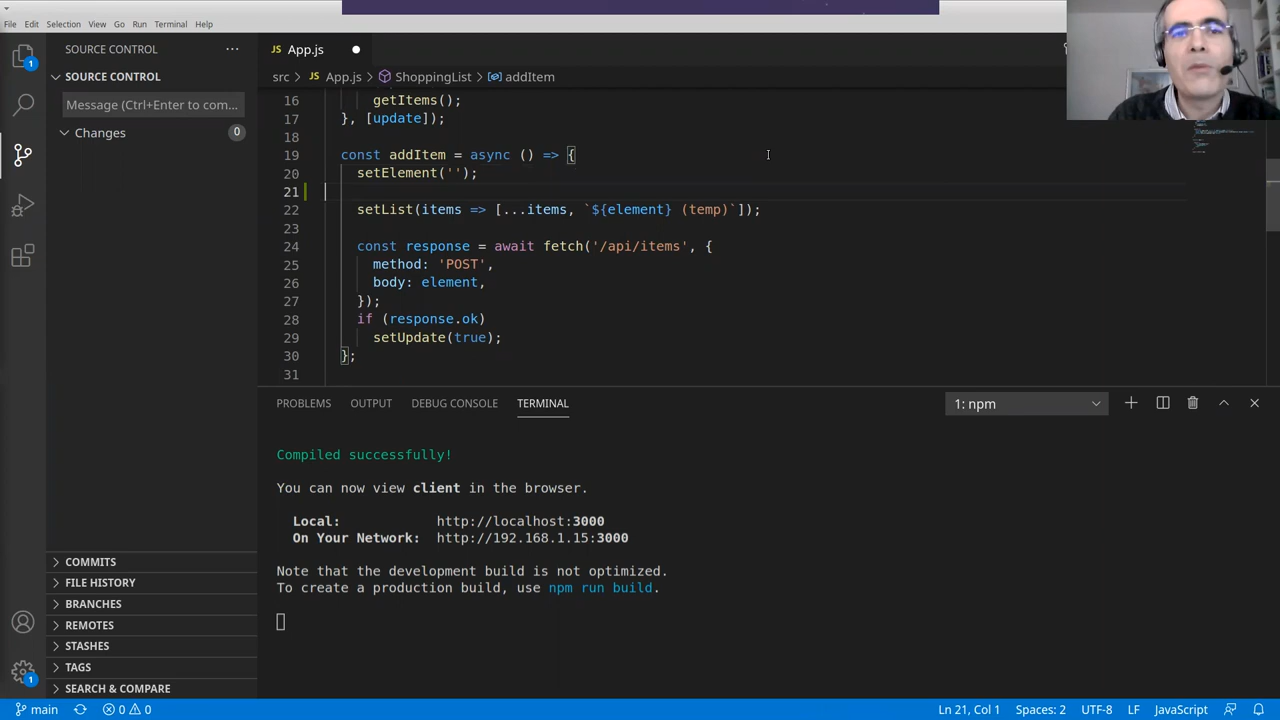 File Edit Selection View Go Run Terminal Help
SOURCE CONTROL
JS App.js
SOURCE CONTROL
src > JS App.js > ShoppingList > addItem
1
Message (Ctrl+Enter to com...
Changes 0
16 getItems();
17 }, [update]);
18
19 const addItem = async () => {
20 setElement('');
21
22 setList(items => [...items, `${element} (temp)`]);
23
24 const response = await fetch('/api/items', {
25 method: 'POST',
26 body: element,
27 });
28 if (response.ok)
29 setUpdate(true);
30 };
31
PROBLEMS OUTPUT DEBUG CONSOLE TERMINAL 1: npm
Compiled successfully!
You can now view client in the browser.
Local: http://localhost:3000
On Your Network: http://192.168.1.15:3000
Note that the development build is not optimized.
To create a production build, use npm run build.
COMMITS
FILE HISTORY
BRANCHES
REMOTES
STASHES
TAGS
SEARCH & COMPARE
1
main 0 0 Ln 21, Col 1 Spaces: 2 UTF-8 LF JavaScript